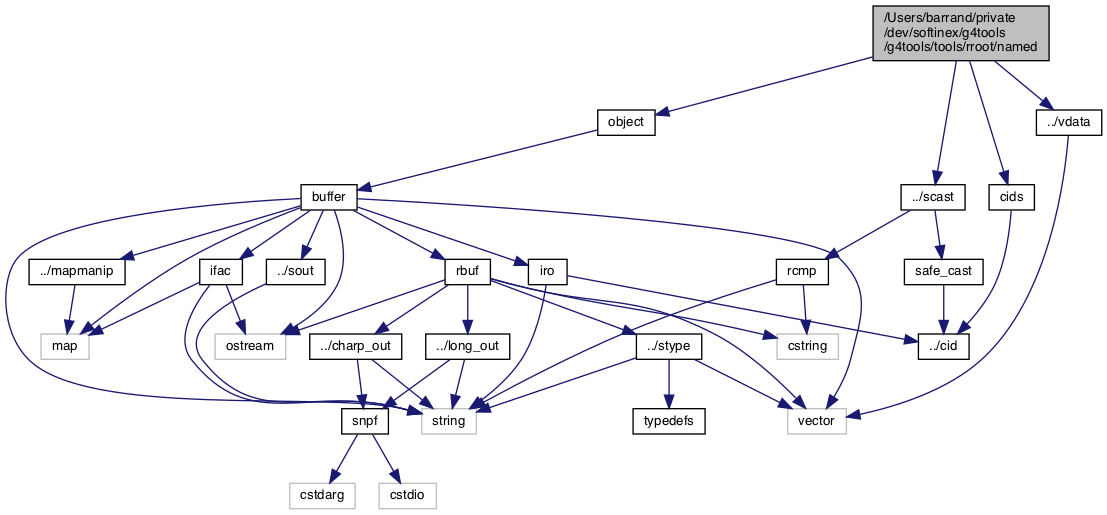 /Users/barrand/private
/dev/softinex/g4tools
/g4tools/tools/rroot/named
object
../vdata
buffer
../scast
cids
../mapmanip
ifac
../sout
rbuf
iro
rcmp
safe_cast
map
ostream
../charp_out
../long_out
../stype
cstring
../cid
snpf
string
typedefs
vector
cstdarg
cstdio